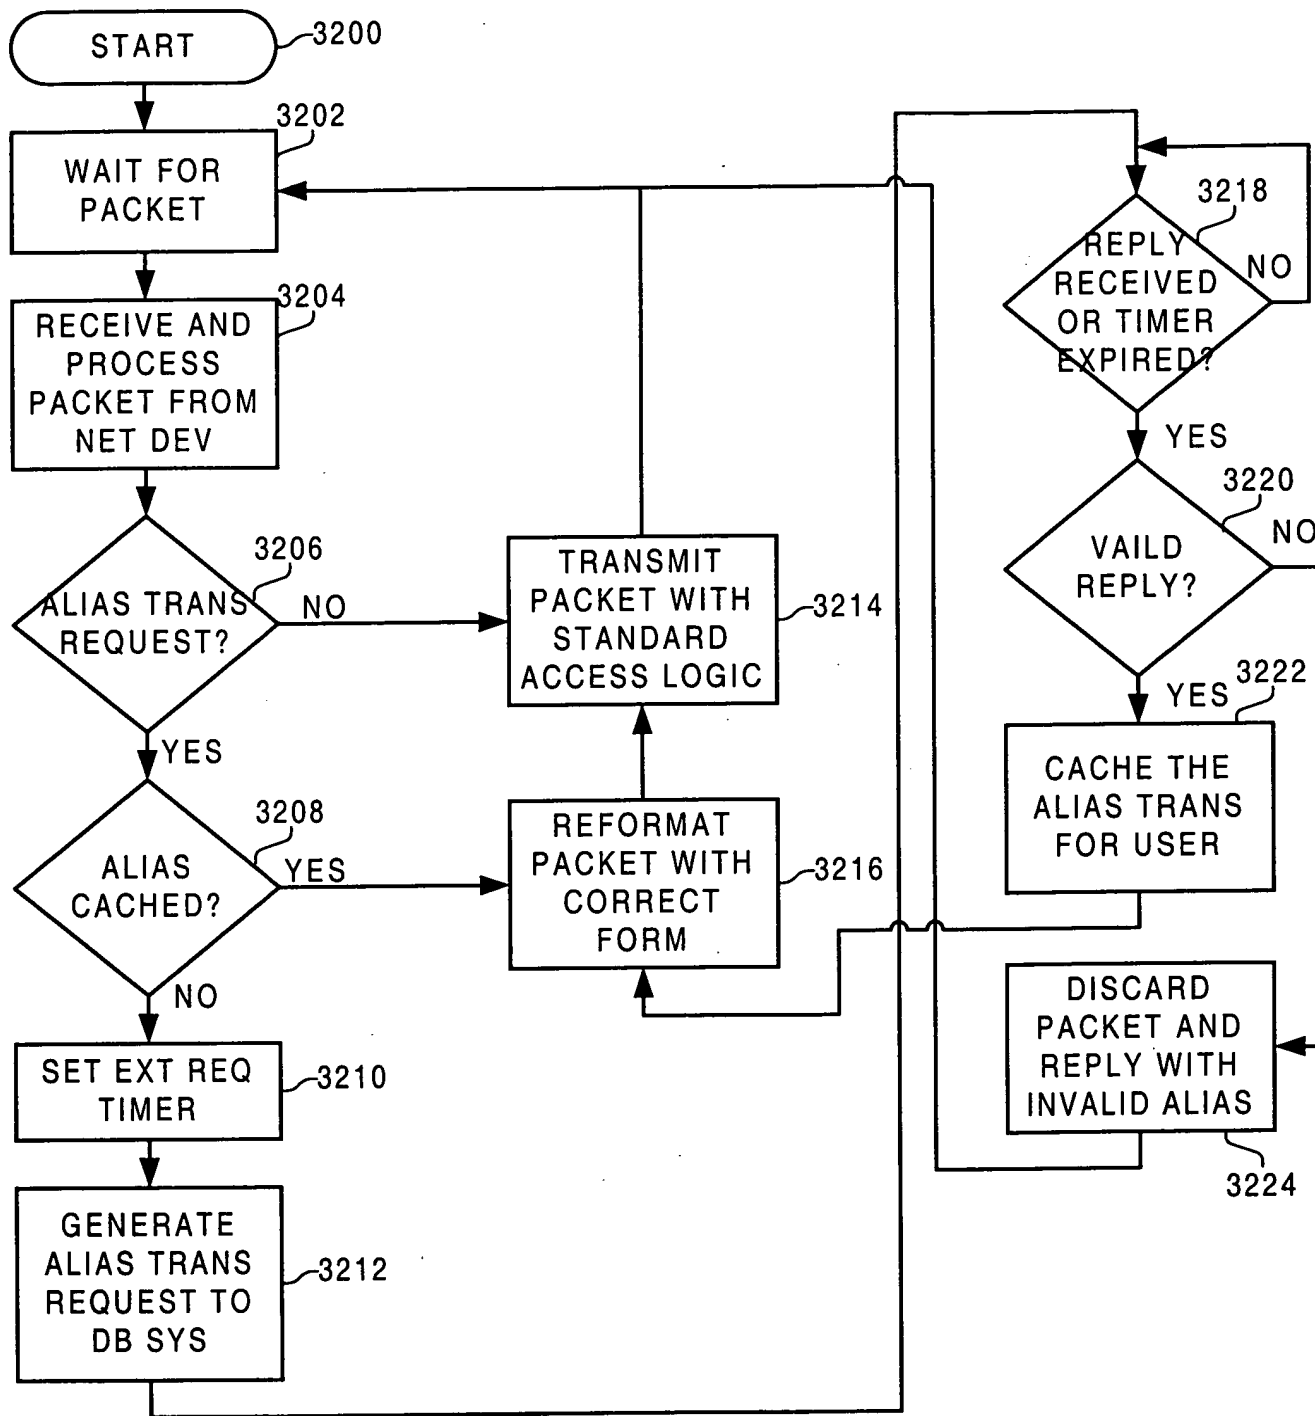 START
3200
3202
WAIT FOR
PACKET
3204
RECEIVE AND
PROCESS
PACKET FROM
NET DEV
3206
ALIAS TRANS
REQUEST?
NO
YES
3208
ALIAS
CACHED?
YES
NO
SET EXT REQ
TIMER
3210
GENERATE
ALIAS TRANS
REQUEST TO
DB SYS
3212
TRANSMIT
PACKET WITH
STANDARD
ACCESS LOGIC
3214
REFORMAT
PACKET WITH
CORRECT
FORM
3216
3218
REPLY
RECEIVED
OR TIMER
EXPIRED?
NO
YES
3220
VAILD
REPLY?
NO
YES
3222
CACHE THE
ALIAS TRANS
FOR USER
DISCARD
PACKET AND
REPLY WITH
INVALID ALIAS
3224